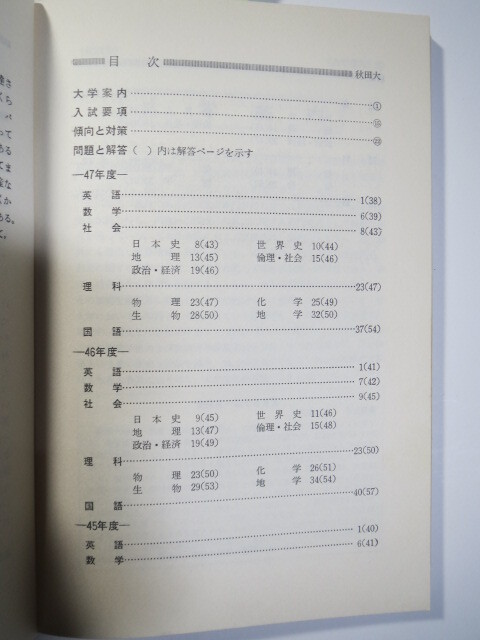 目　次
秋田大
大学案内……①
入試要項
傾向と対策
問題と解答（　）内は解答ページを示す
―47年度―
英　語……1(38)
数　学……6(39)
社　会……8(43)
日　本　史　8(43)　世　界　史　10(44)
地　　　理　13(45)　倫理・社会　15(46)
政治・経済　19(46)
理　科……23(47)
物　　　理　23(47)　化　　　学　25(49)
生　　　物　28(50)　地　　　学　32(50)
国　語……37(54)
―46年度―
英　語……1(41)
数　学……7(42)
社　会……9(45)
日　本　史　9(45)　世　界　史　11(46)
地　　　理　13(47)　倫理・社会　15(48)
政治・経済　19(49)
理　科……23(50)
物　　　理　23(50)　化　　　学　26(51)
生　　　物　29(53)　地　　　学　34(54)
国　語……40(57)
―45年度―
英　語……1(40)
数　学……6(41)